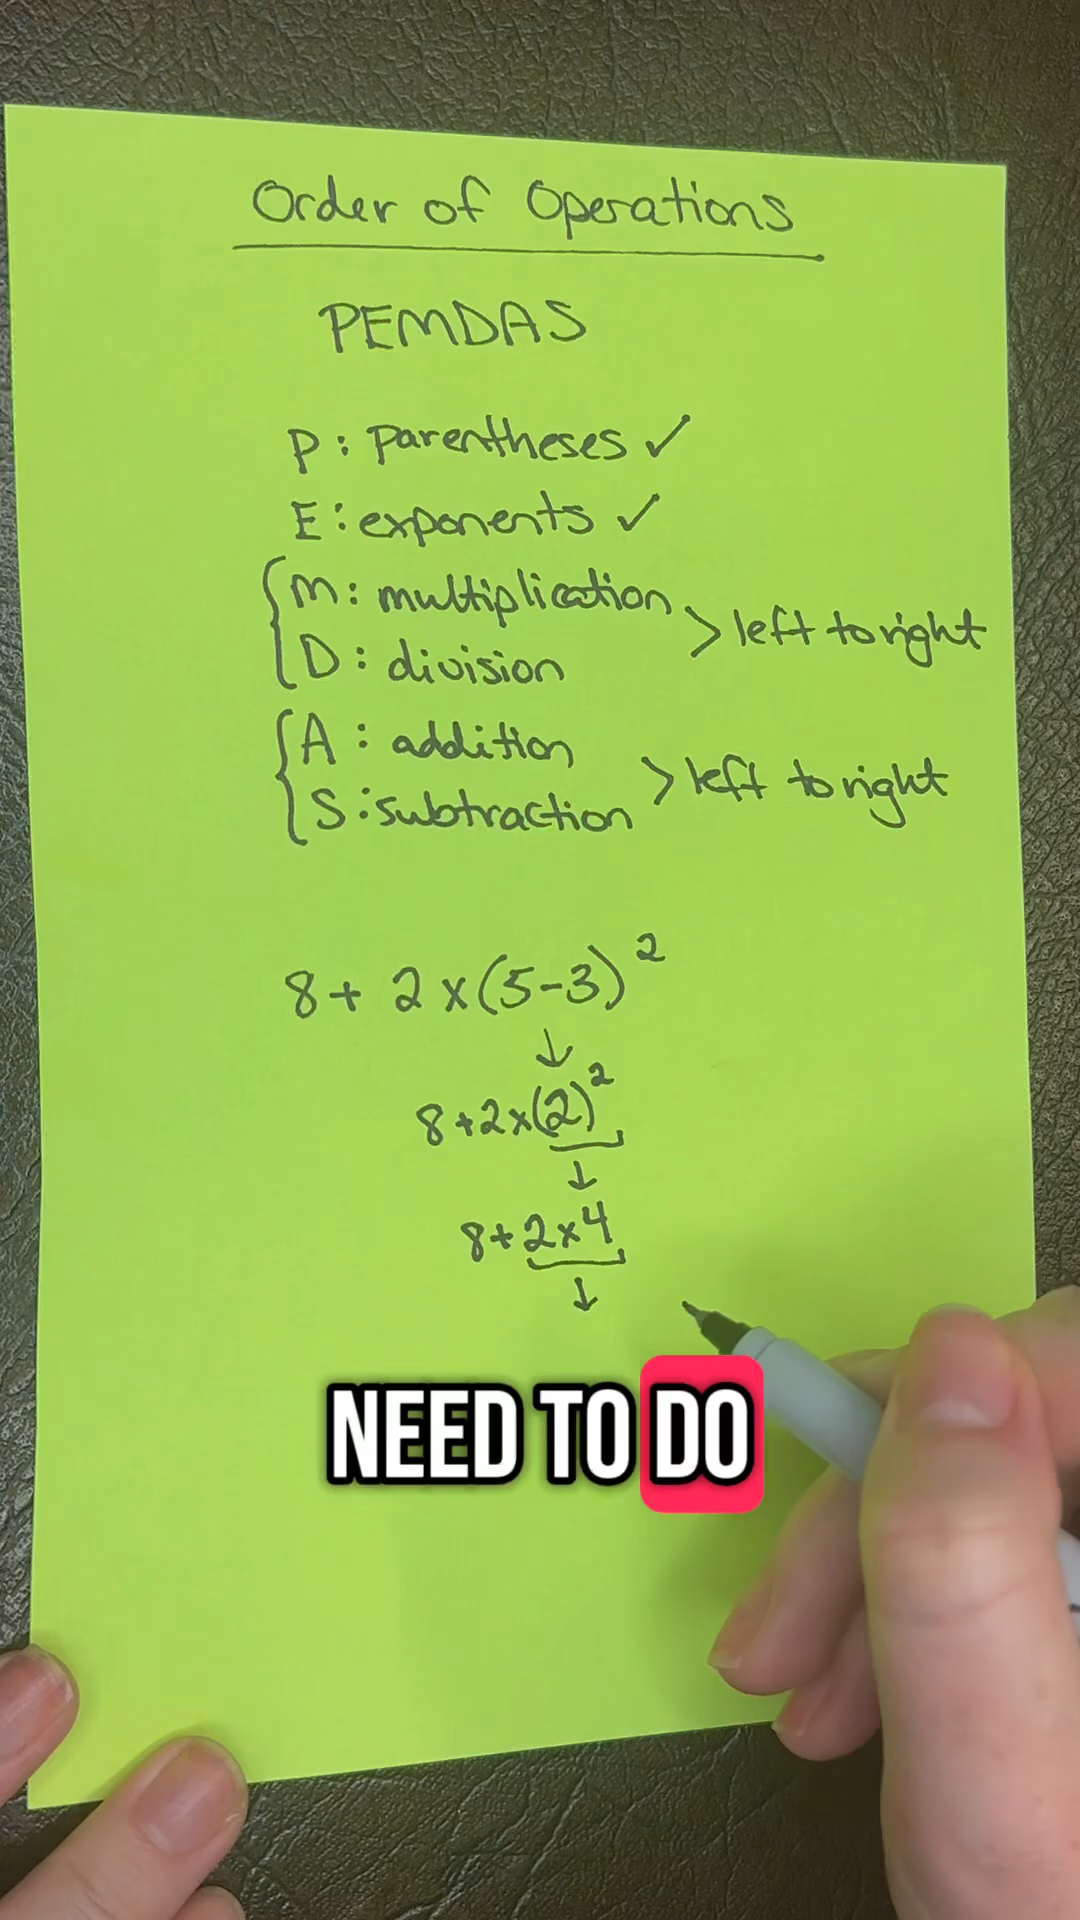 Order of Operations
PEMDAS
P: parentheses ✓
E: exponents ✓
M: multiplication
D: division
> left to right
A: addition
S: subtraction
> left to right
8 + 2 x (5-3)²
↓
8+2x(2)²
↓
8+2x4
↓
NEED TO DO